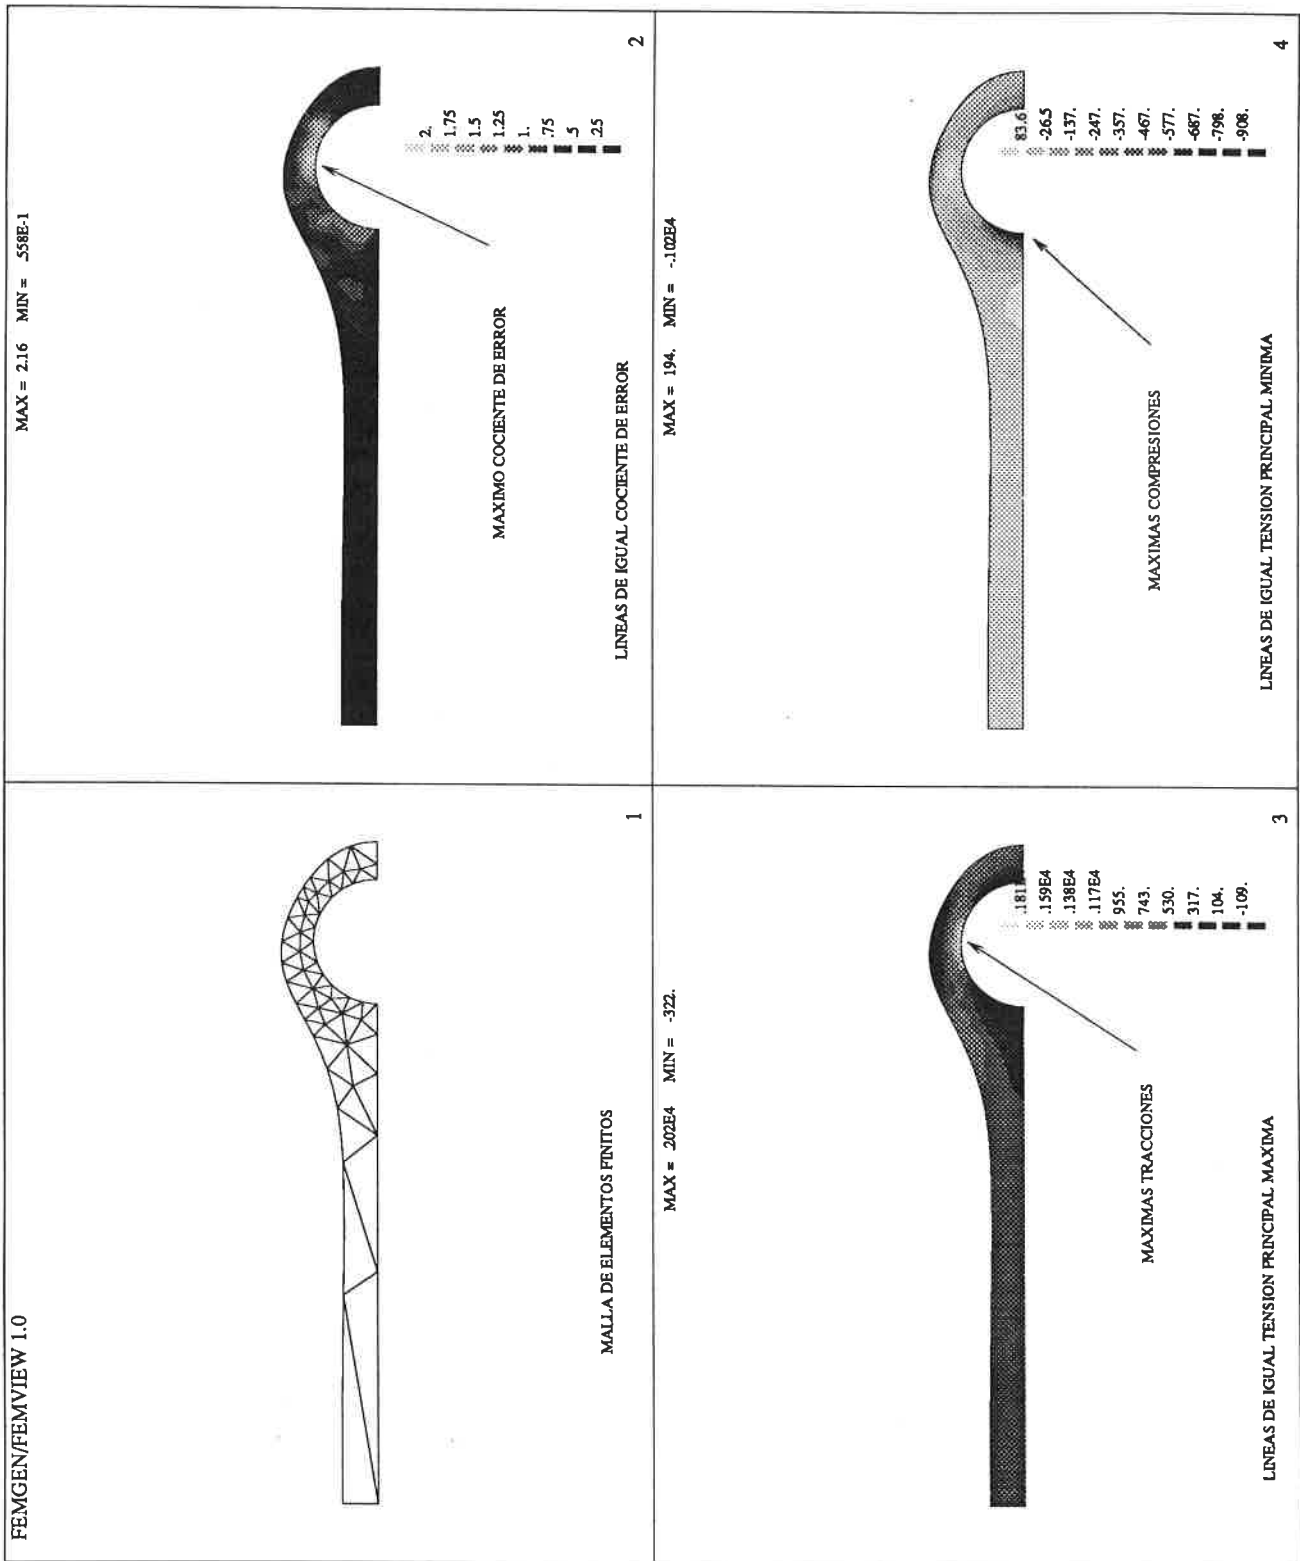 FEMGEN/FEMVIEW 1.0
MALLA DE ELEMENTOS FINITOS
1
MAX = 2.16 MIN = .558E-1
2.
1.75
1.5
1.25
1.
.75
.5
.25
MAXIMO COCIENTE DE ERROR
LINEAS DE IGUAL COCIENTE DE ERROR
2
MAX = .202E4 MIN = -322.
.159E4
.138E4
.117E4
955.
743.
530.
317.
104.
-109.
MAXIMAS TRACCIONES
LINEAS DE IGUAL TENSION PRINCIPAL MAXIMA
3
MAX = 194. MIN = -.102E4
83.6
-26.5
-137.
-247.
-357.
-467.
-577.
-687.
-798.
-908.
MAXIMAS COMPRESIONES
LINEAS DE IGUAL TENSION PRINCIPAL MINIMA
4